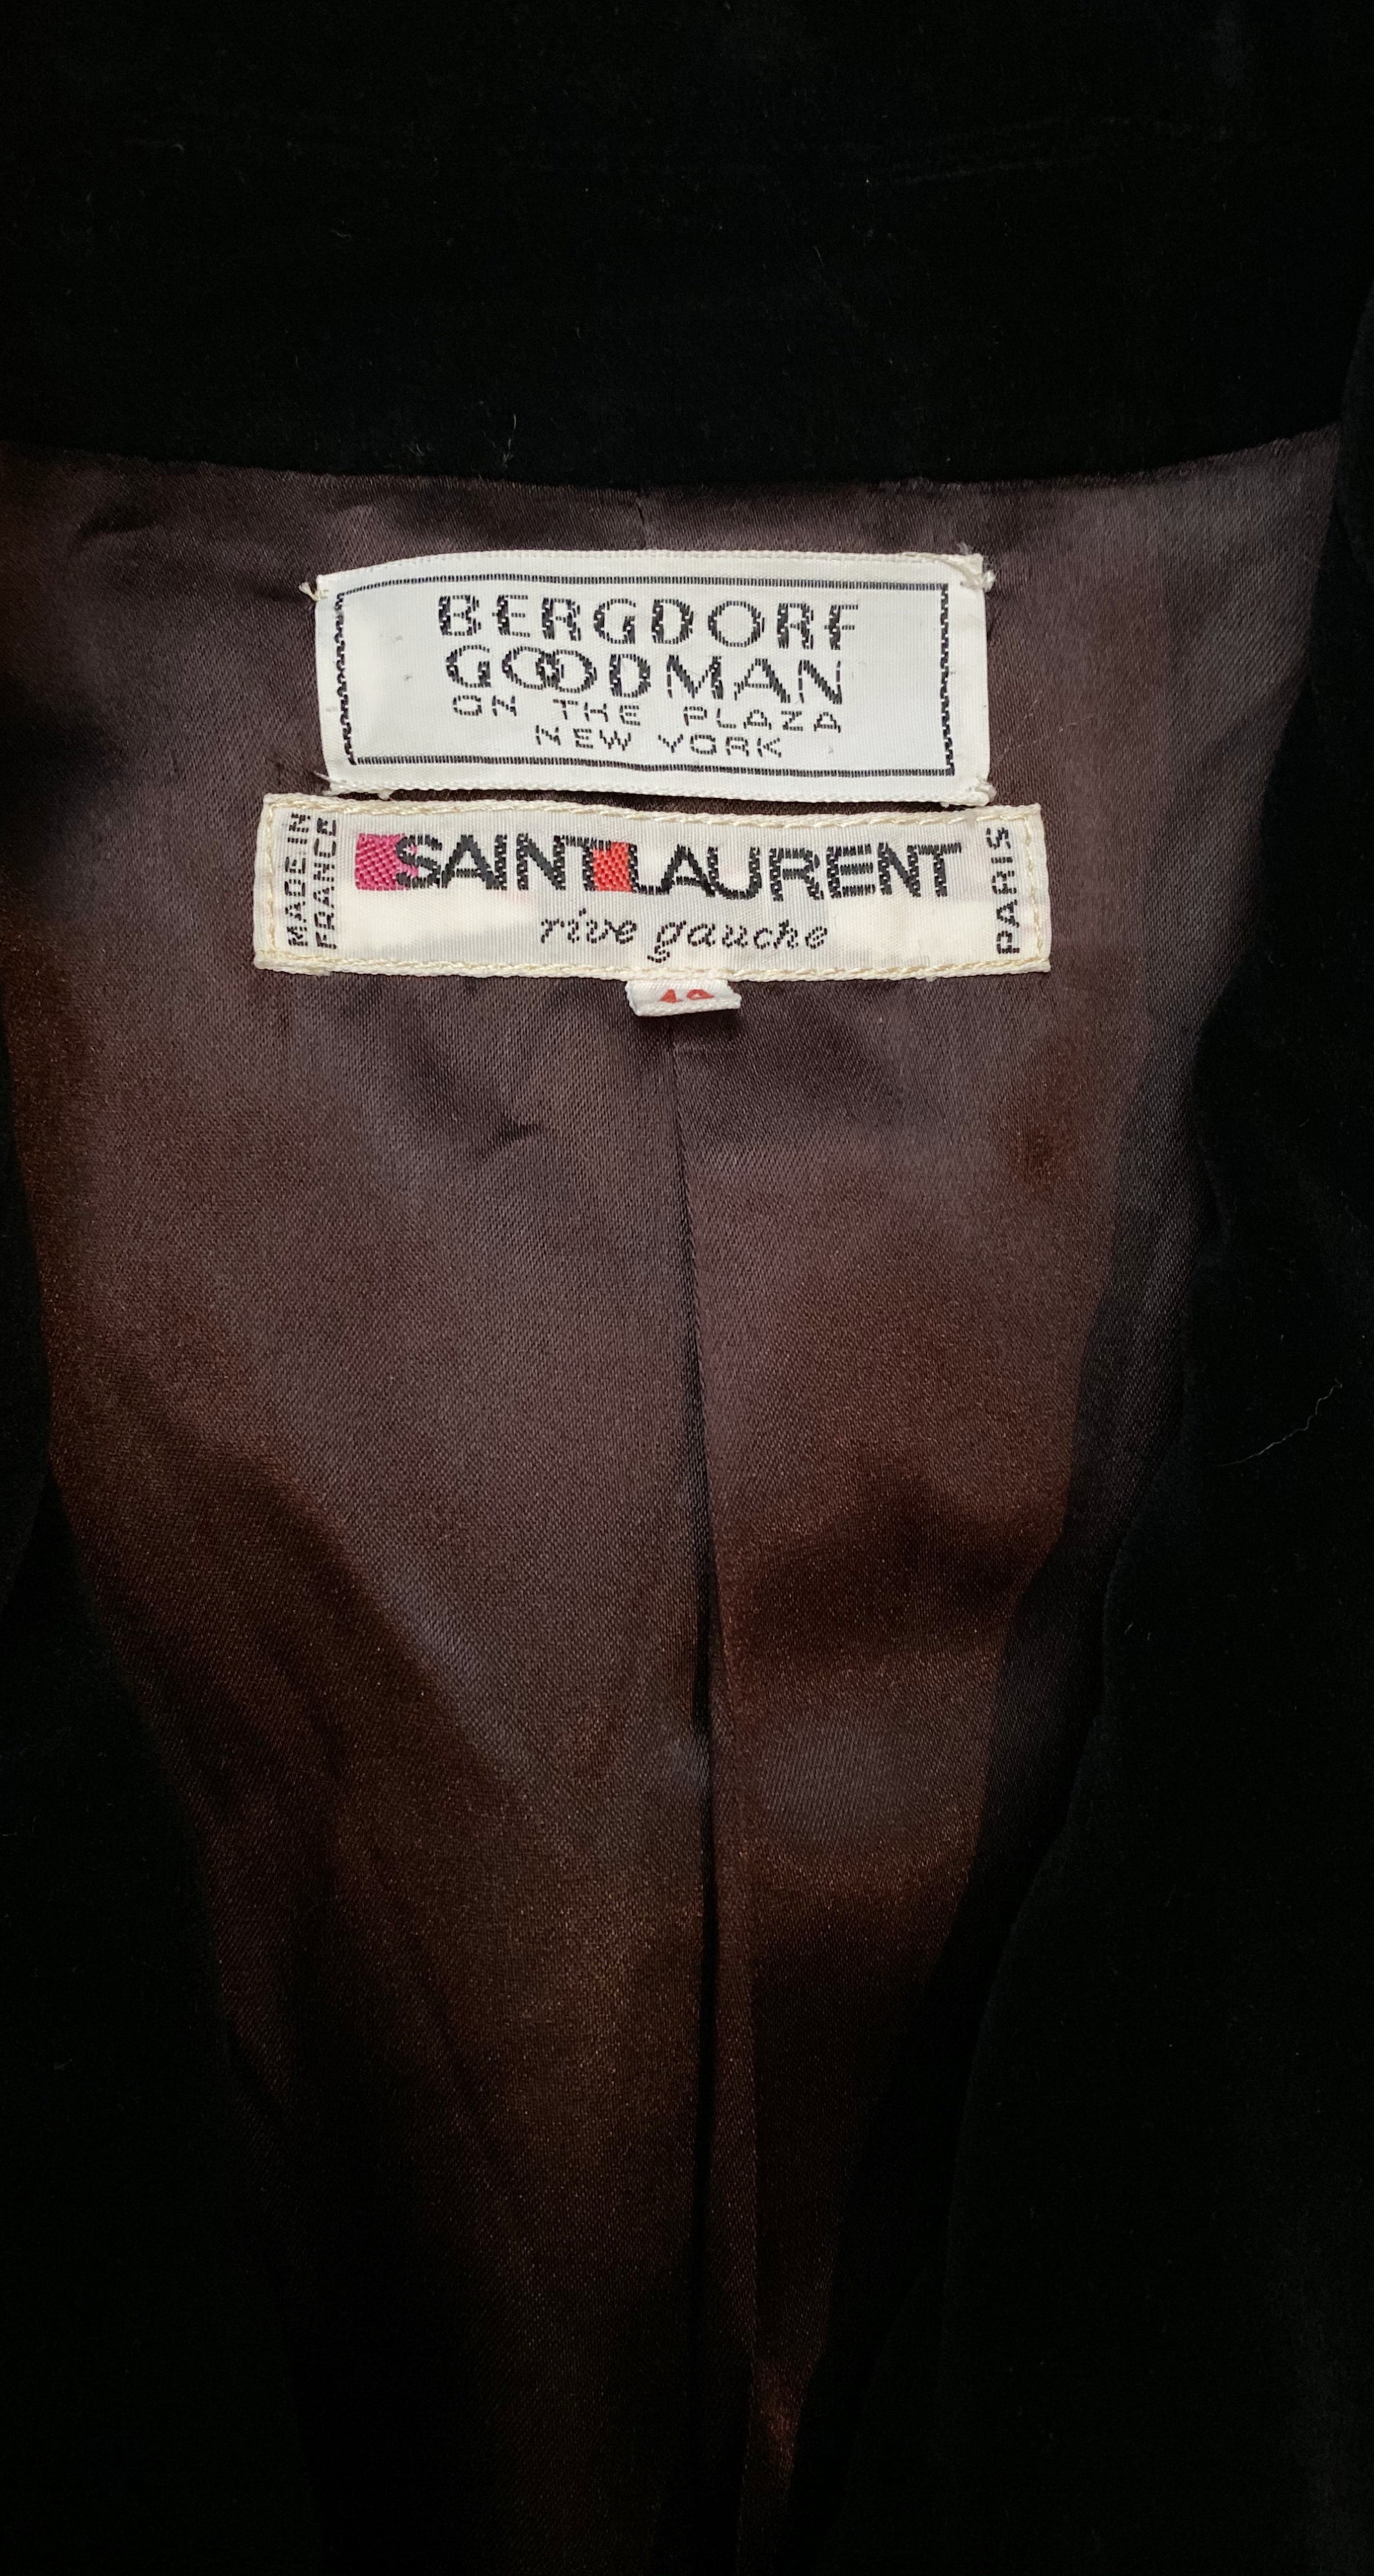 BERGDORF
GOODMAN
ON THE PLAZA
NEW YORK
MADE IN
FRANCE
SAINT LAURENT
rive gauche
PARIS